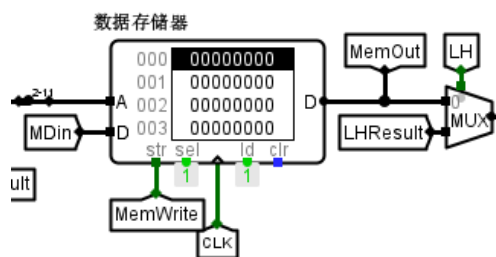 数据存储器
000 00000000
001 00000000
002 00000000
003 00000000
A
D
D
str sel ld clr
1 1
MDin
MemWrite
CLK
MemOut
LH
LHResult
0
MUX
ult